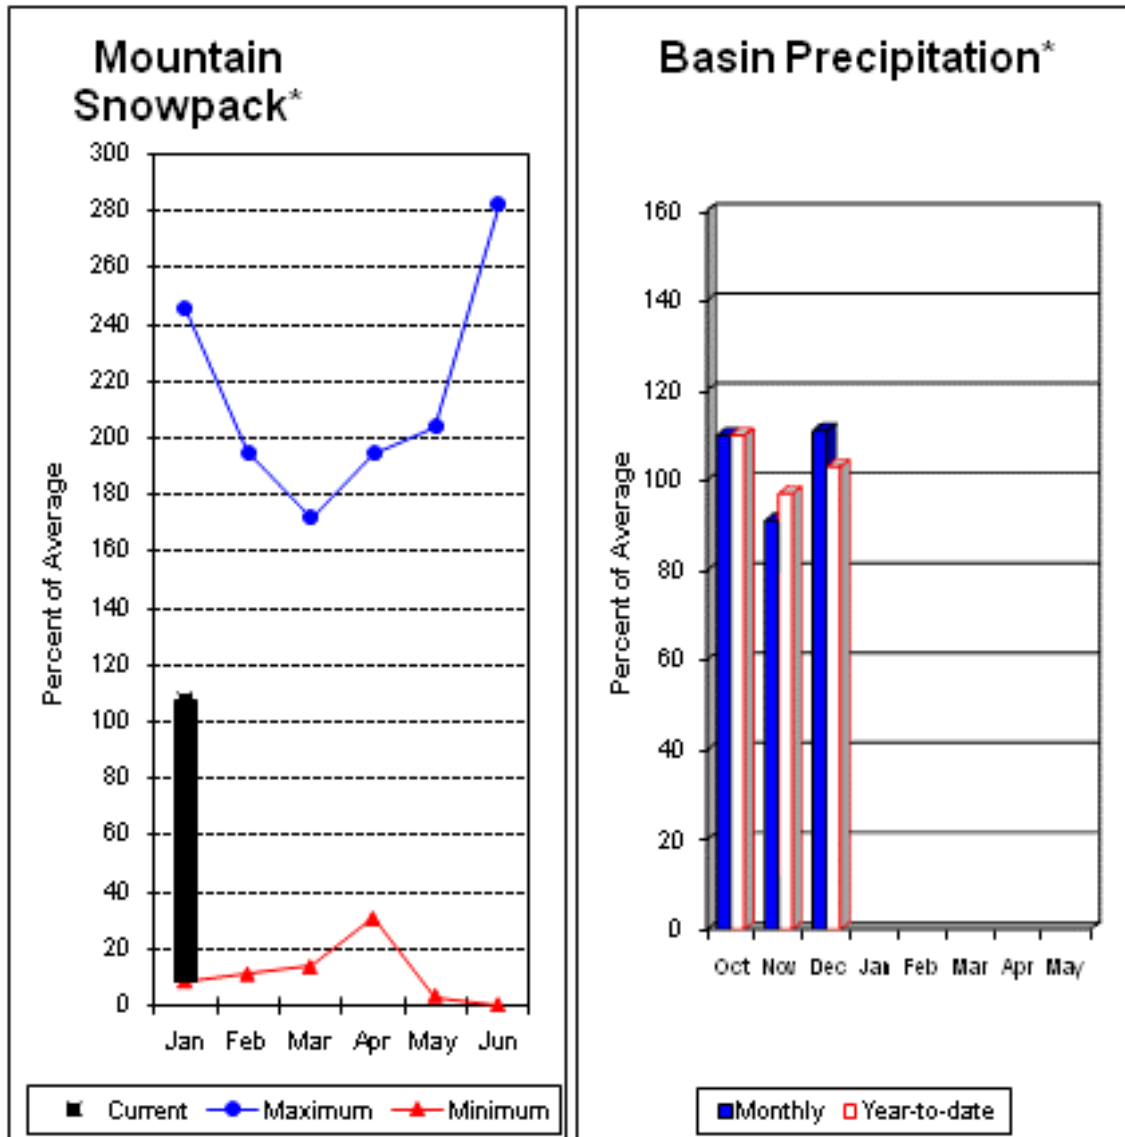 Mountain
Snowpack*
300
280
260
240
220
200
180
160
140
120
100
80
60
40
20
0
Percent of Average
Jan Feb Mar Apr May Jun
Current Maximum Minimum
Basin Precipitation*
160
140
120
100
80
60
40
20
0
Percent of Average
Oct Nov Dec Jan Feb Mar Apr May
Monthly Year-to-date